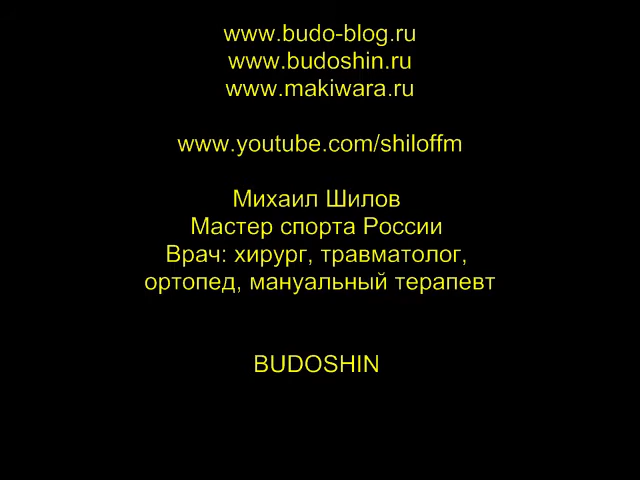 www.budo-blog.ru
www.budoshin.ru
www.makiwara.ru
www.youtube.com/shiloffm
Михаил Шилов
Мастер спорта России
Врач: хирург, травматолог,
ортопед, мануальный терапевт
BUDOSHIN